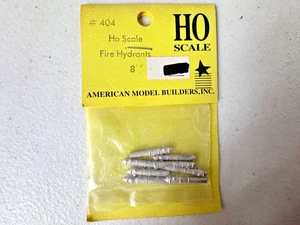 # 404
Ho Scale
Fire Hydrants
8
HO
SCALE
AMERICAN MODEL BUILDERS, INC.